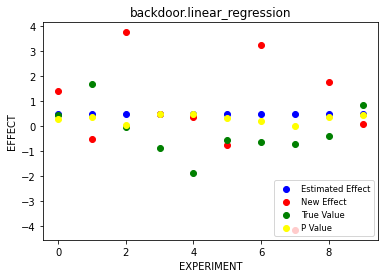 backdoor.linear_regression
4
3
2
1
0
−1
−2
−3
−4
EFFECT
Estimated Effect
New Effect
True Value
P Value
0 2 4 6 8
EXPERIMENT